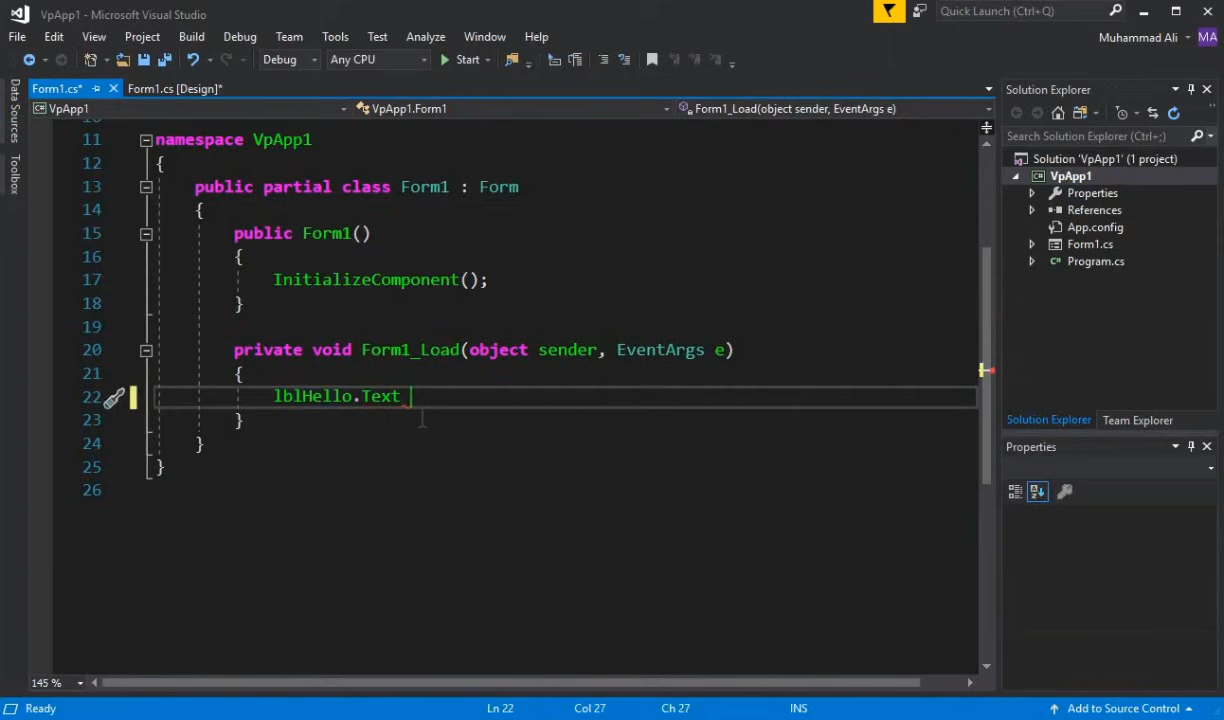 VpApp1 - Microsoft Visual Studio
Quick Launch (Ctrl+Q)
File Edit View Project Build Debug Team Tools Test Analyze Window Help
Muhammad Ali MA
Debug Any CPU Start
Form1.cs* Form1.cs [Design]*
VpApp1 VpApp1.Form1 Form1_Load(object sender, EventArgs e)
Data Sources
Toolbox
10
11 namespace VpApp1
12 {
13 public partial class Form1 : Form
14 {
15 public Form1()
16 {
17 InitializeComponent();
18 }
19
20 private void Form1_Load(object sender, EventArgs e)
21 {
22 lblHello.Text
23 }
24 }
25 }
26
145 %
Solution Explorer
Search Solution Explorer (Ctrl+;)
Solution 'VpApp1' (1 project)
VpApp1
Properties
References
App.config
Form1.cs
Program.cs
Solution Explorer Team Explorer
Properties
Ready Ln 22 Col 27 Ch 27 INS Add to Source Control